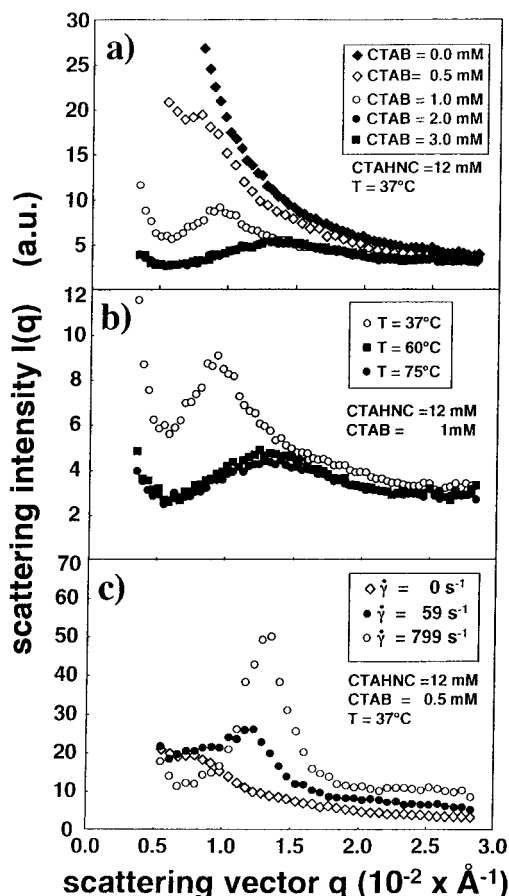 scattering intensity I(q) (a.u.)
a)
30
25
20
15
10
5
CTAB = 0.0 mM
CTAB= 0.5 mM
CTAB = 1.0 mM
CTAB = 2.0 mM
CTAB = 3.0 mM
CTAHNC =12 mM
T = 37°C
b)
12
10
8
6
4
2
T = 37°C
T = 60°C
T = 75°C
CTAHNC=12 mM
CTAB = 1mM
c)
70
60
50
40
30
20
10
0
γ̇ = 0 s⁻¹
γ̇ = 59 s⁻¹
γ̇ = 799 s⁻¹
CTAHNC=12 mM
CTAB = 0.5 mM
T = 37°C
0.0 0.5 1.0 1.5 2.0 2.5 3.0
scattering vector q (10⁻² x Å⁻¹)